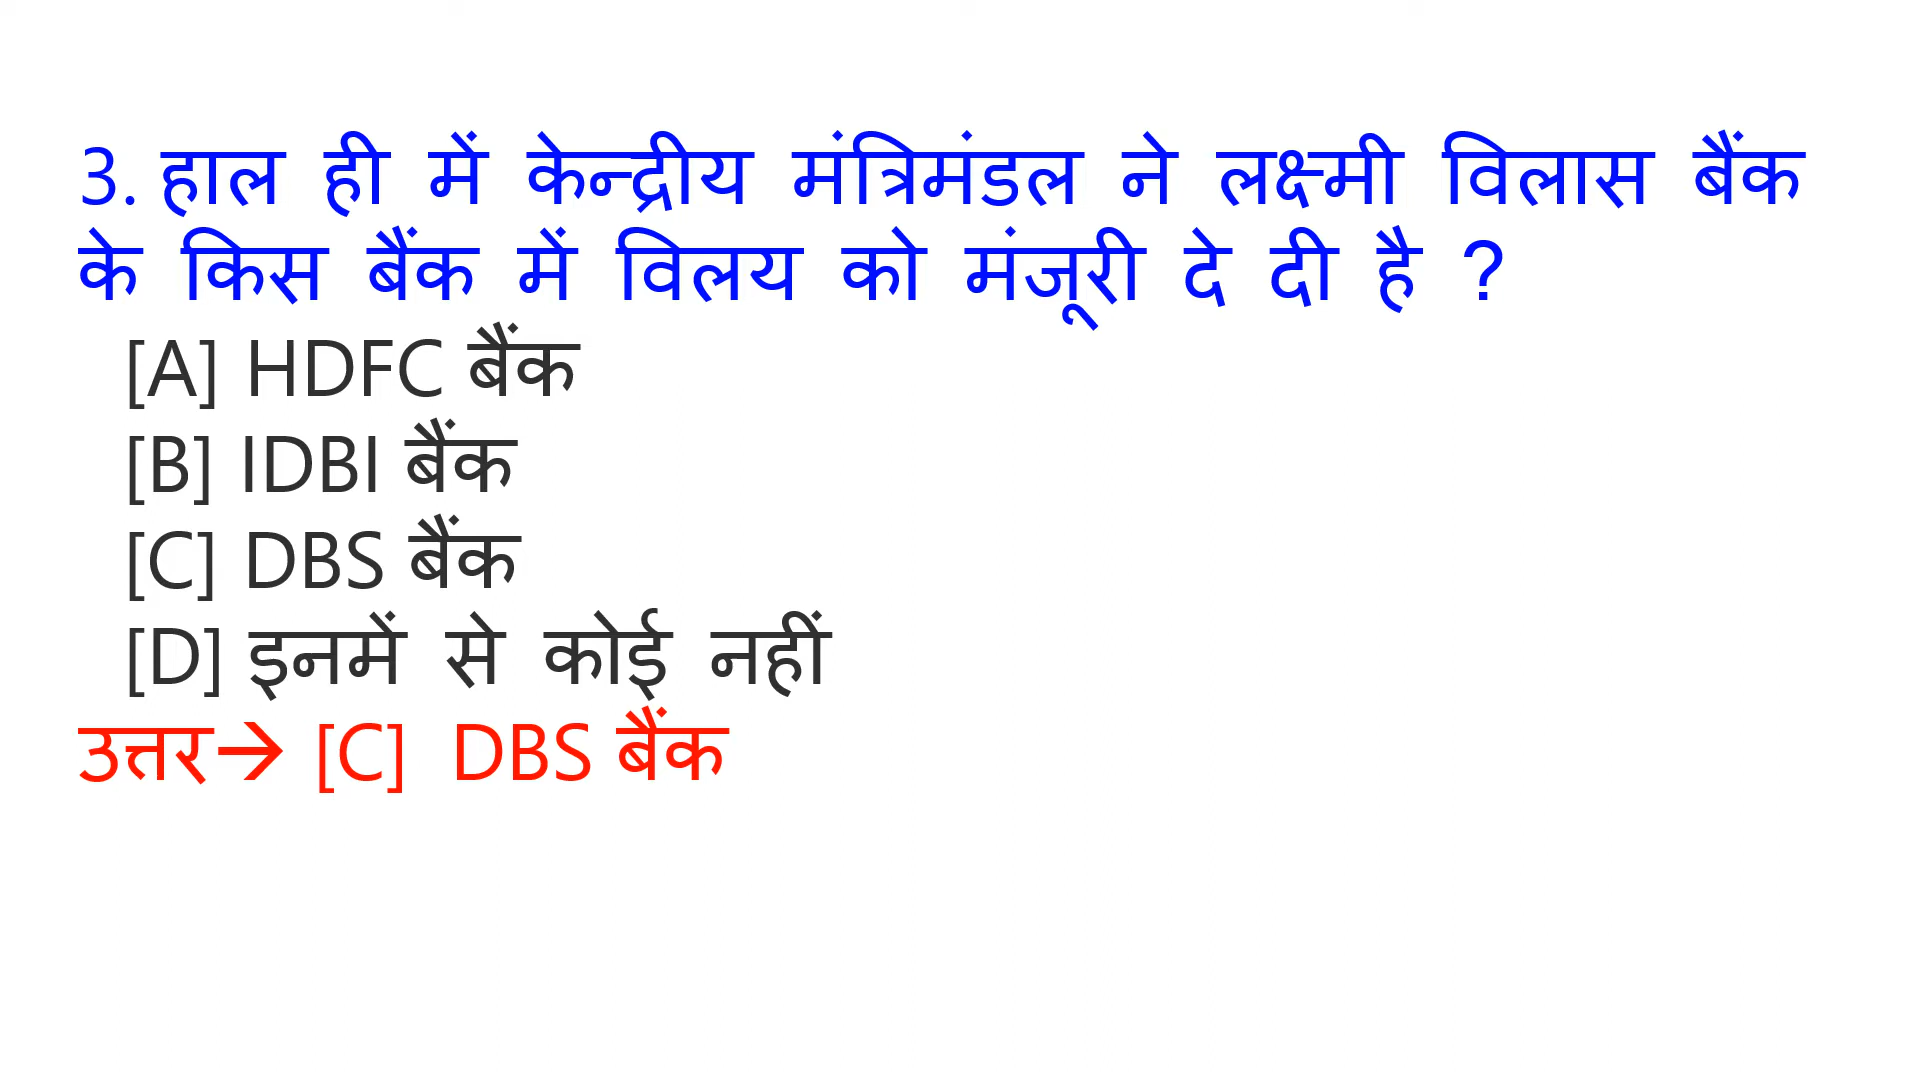 3. हाल ही में केन्द्रीय मंत्रिमंडल ने लक्ष्मी विलास बैंक
के किस बैंक में विलय को मंजूरी दे दी है ?
[A] HDFC बैंक
[B] IDBI बैंक
[C] DBS बैंक
[D] इनमें से कोई नहीं
उत्तर→ [C] DBS बैंक